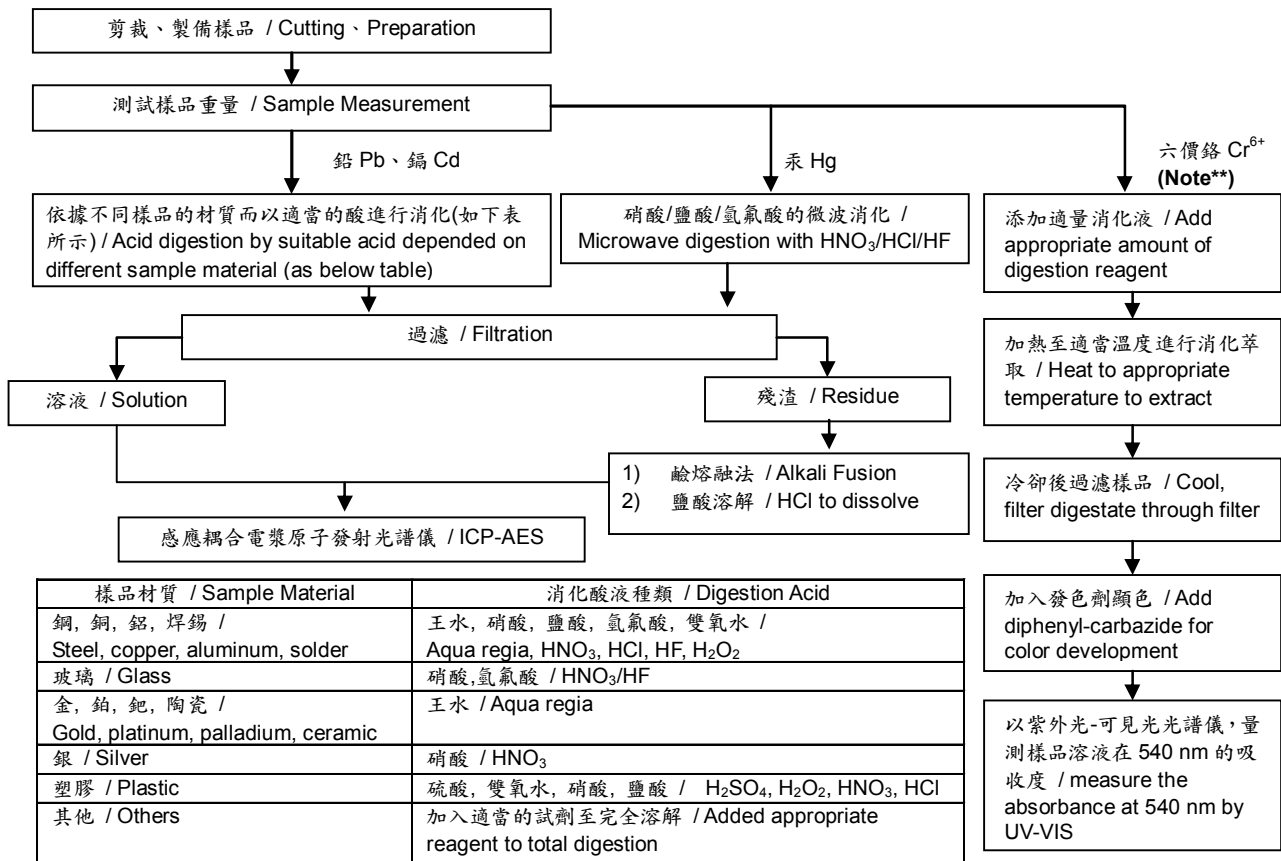 剪裁、製備樣品 / Cutting、Preparation
測試樣品重量 / Sample Measurement
鉛 Pb、鎘 Cd
汞 Hg
六價鉻 Cr6+
(Note**)
依據不同樣品的材質而以適當的酸進行消化(如下表
所示) / Acid digestion by suitable acid depended on
different sample material (as below table)
硝酸/鹽酸/氫氟酸的微波消化 /
Microwave digestion with HNO3/HCl/HF
過濾 / Filtration
溶液 / Solution
殘渣 / Residue
1) 鹼熔融法 / Alkali Fusion
2) 鹽酸溶解 / HCl to dissolve
感應耦合電漿原子發射光譜儀 / ICP-AES
添加適量消化液 / Add
appropriate amount of
digestion reagent
加熱至適當溫度進行消化萃
取 / Heat to appropriate
temperature to extract
冷卻後過濾樣品 / Cool,
filter digestate through filter
加入發色劑顯色 / Add
diphenyl-carbazide for
color development
以紫外光-可見光光譜儀，量
測樣品溶液在 540 nm 的吸
收度 / measure the
absorbance at 540 nm by
UV-VIS
樣品材質 / Sample Material
消化酸液種類 / Digestion Acid
鋼, 銅, 鋁, 焊錫 /
Steel, copper, aluminum, solder
王水, 硝酸, 鹽酸, 氫氟酸, 雙氧水 /
Aqua regia, HNO3, HCl, HF, H2O2
玻璃 / Glass
硝酸,氫氟酸 / HNO3/HF
金, 鉑, 鈀, 陶瓷 /
Gold, platinum, palladium, ceramic
王水 / Aqua regia
銀 / Silver
硝酸 / HNO3
塑膠 / Plastic
硫酸, 雙氧水, 硝酸, 鹽酸 / H2SO4, H2O2, HNO3, HCl
其他 / Others
加入適當的試劑至完全溶解 / Added appropriate
reagent to total digestion